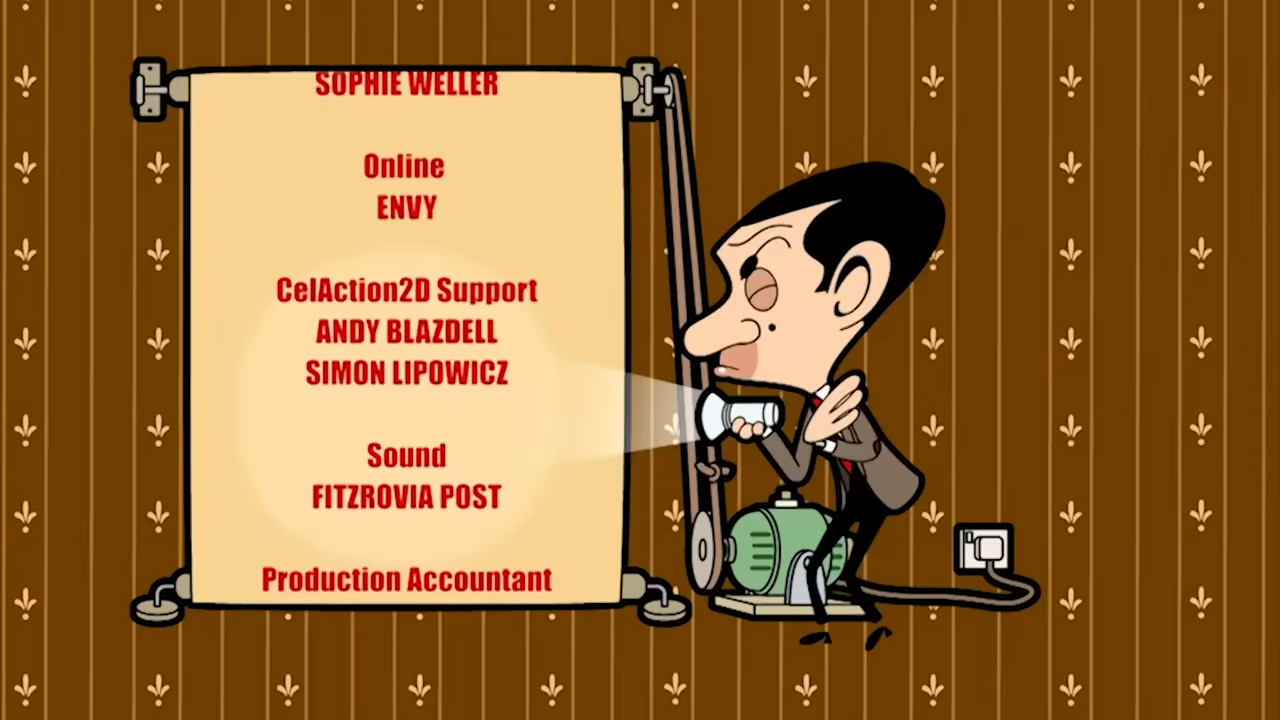 SOPHIE WELLER
Online
ENVY
CelAction2D Support
ANDY BLAZDELL
SIMON LIPOWICZ
Sound
FITZROVIA POST
Production Accountant